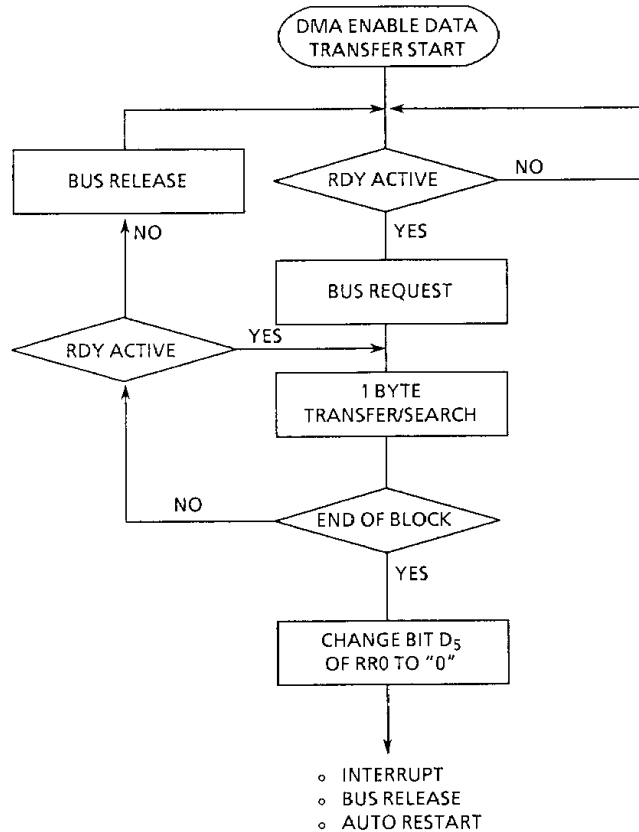 DMA ENABLE DATA
TRANSFER START
BUS RELEASE
RDY ACTIVE
NO
NO
YES
BUS REQUEST
RDY ACTIVE
YES
1 BYTE
TRANSFER/SEARCH
NO
END OF BLOCK
YES
CHANGE BIT D5
OF RR0 TO "0"
∘ INTERRUPT
∘ BUS RELEASE
∘ AUTO RESTART